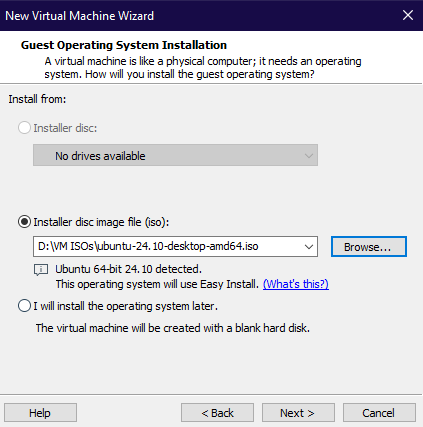 New Virtual Machine Wizard
Guest Operating System Installation
A virtual machine is like a physical computer; it needs an operating
system. How will you install the guest operating system?
Install from:
Installer disc:
No drives available
Installer disc image file (iso):
D:\VM ISOs\ubuntu-24.10-desktop-amd64.iso
Browse...
Ubuntu 64-bit 24.10 detected.
This operating system will use Easy Install. (What's this?)
I will install the operating system later.
The virtual machine will be created with a blank hard disk.
Help
< Back
Next >
Cancel